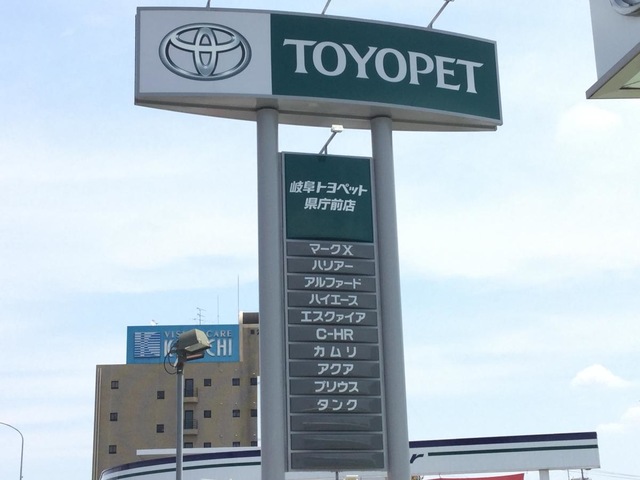 TOYOPET
岐阜トヨペット
県庁前店
マークX
ハリアー
アルファード
ハイエース
エスクァイア
C-HR
カムリ
アクア
プリウス
タンク